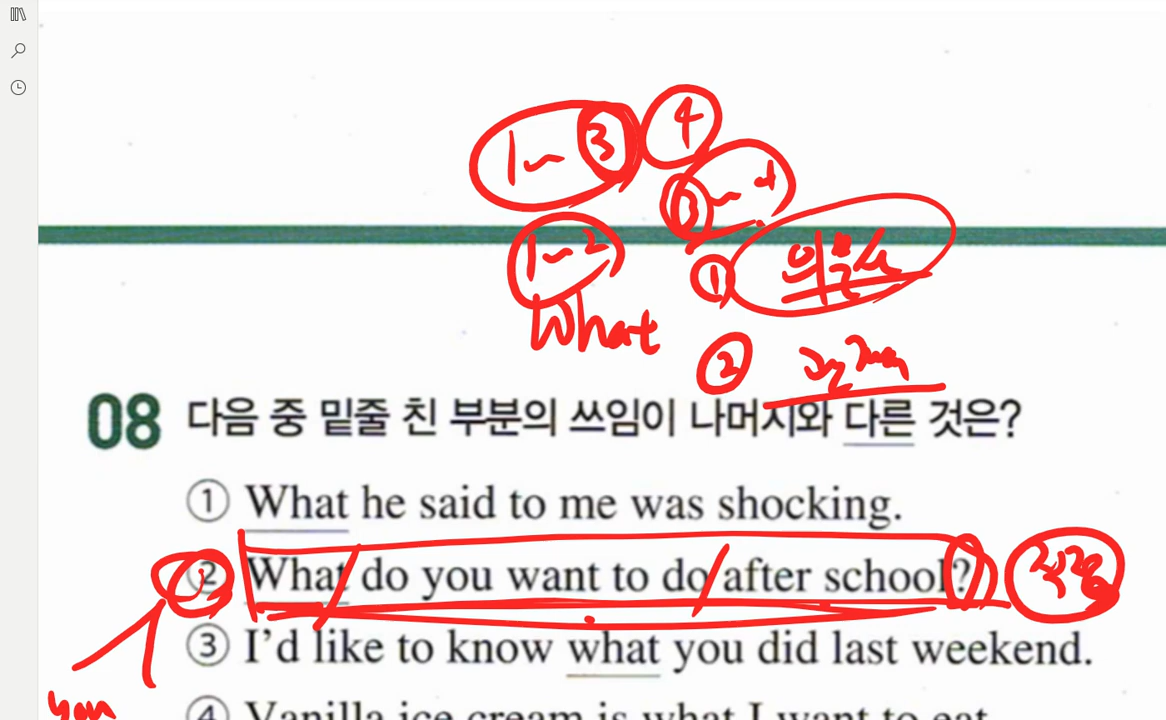 1~ ③ ④
1~2
① 의문사
What
②
08 다음 중 밑줄 친 부분의 쓰임이 나머지와 다른 것은?
① What he said to me was shocking.
② What do you want to do after school?
③ I'd like to know what you did last weekend.
④ Vanilla ice cream is what I want to eat
you